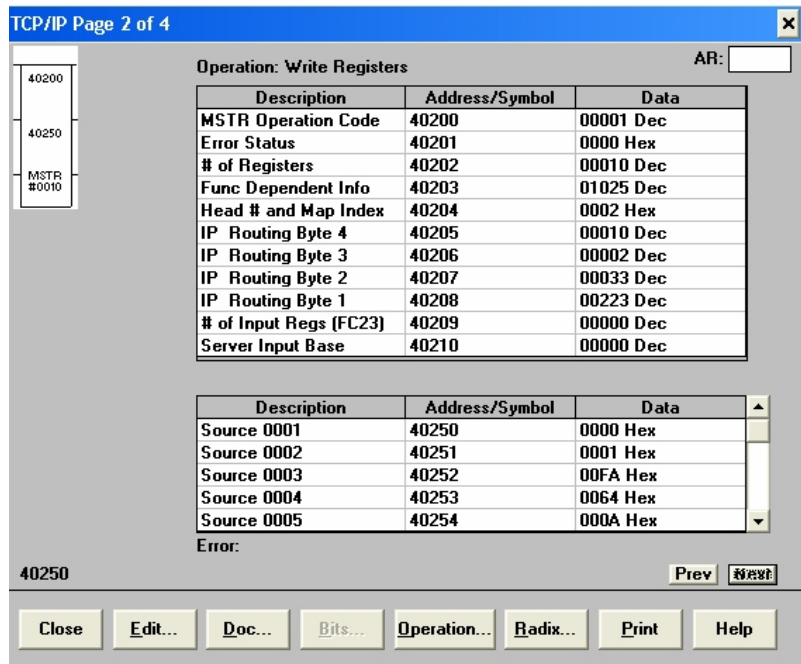 TCP/IP Page 2 of 4
40200
40250
MSTR
#0010
Operation: Write Registers
AR:
Description Address/Symbol Data
MSTR Operation Code 40200 00001 Dec
Error Status 40201 0000 Hex
# of Registers 40202 00010 Dec
Func Dependent Info 40203 01025 Dec
Head # and Map Index 40204 0002 Hex
IP Routing Byte 4 40205 00010 Dec
IP Routing Byte 3 40206 00002 Dec
IP Routing Byte 2 40207 00033 Dec
IP Routing Byte 1 40208 00223 Dec
# of Input Regs (FC23) 40209 00000 Dec
Server Input Base 40210 00000 Dec
Description Address/Symbol Data
Source 0001 40250 0000 Hex
Source 0002 40251 0001 Hex
Source 0003 40252 00FA Hex
Source 0004 40253 0064 Hex
Source 0005 40254 000A Hex
Error:
40250
Prev Next
Close Edit... Doc... Bits... Operation... Radix... Print Help